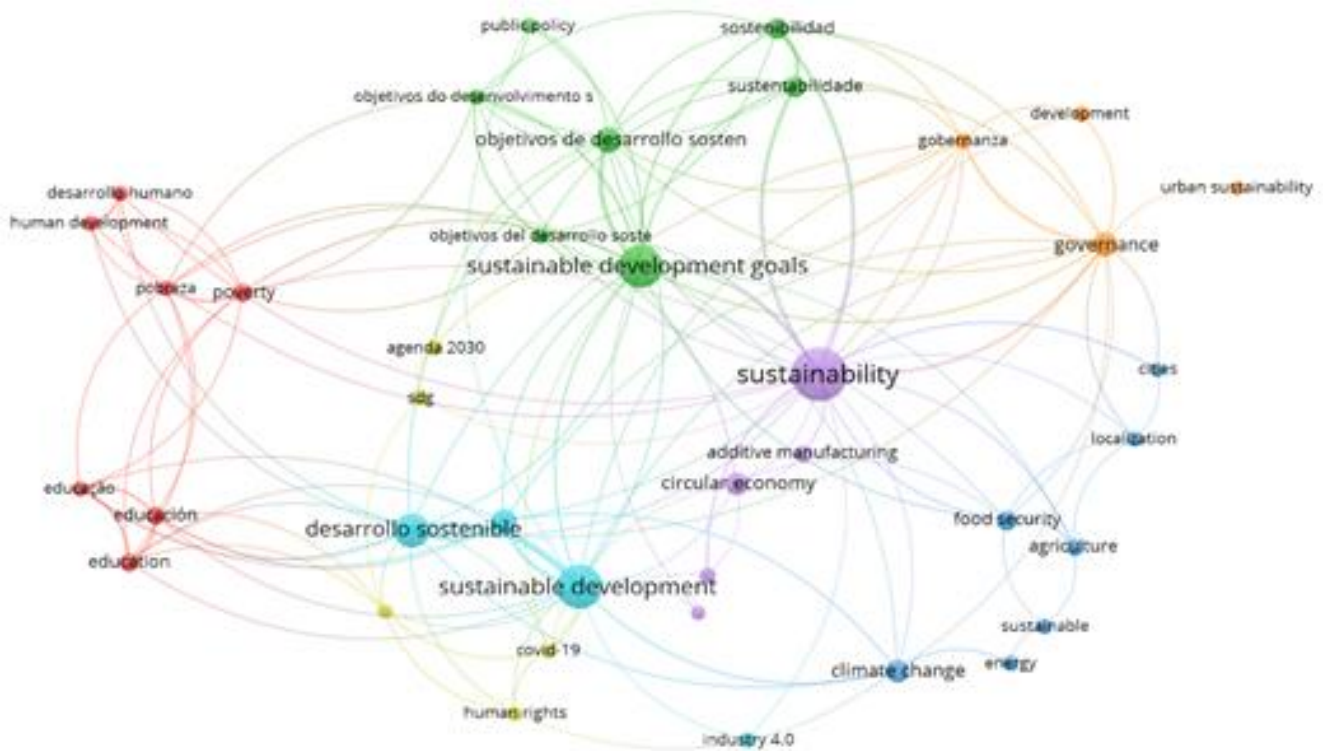 public policy
sostenibilidad
sustentabilidade
objetivos do desenvolvimento s
development
objetivos de desarrollo sosten
gobernanza
urban sustainability
desarrollo humano
human development
objetivos del desarrollo soste
governance
sustainable development goals
pobreza
poverty
agenda 2030
cities
sustainability
sdg
localization
additive manufacturing
circular economy
educação
educación
food security
desarrollo sostenible
agriculture
education
sustainable development
sustainable
covid-19
climate change
energy
human rights
industry 4.0